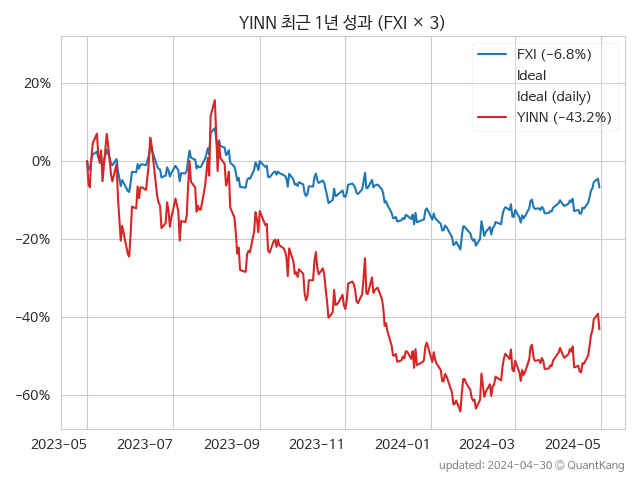 YINN 최근 1년 성과 (FXI × 3)
FXI (−6.8%)
Ideal
Ideal (daily)
YINN (−43.2%)
20%
0%
−20%
−40%
−60%
2023−05
2023−07
2023−09
2023−11
2024−01
2024−03
2024−05
updated: 2024−04−30 © QuantKang